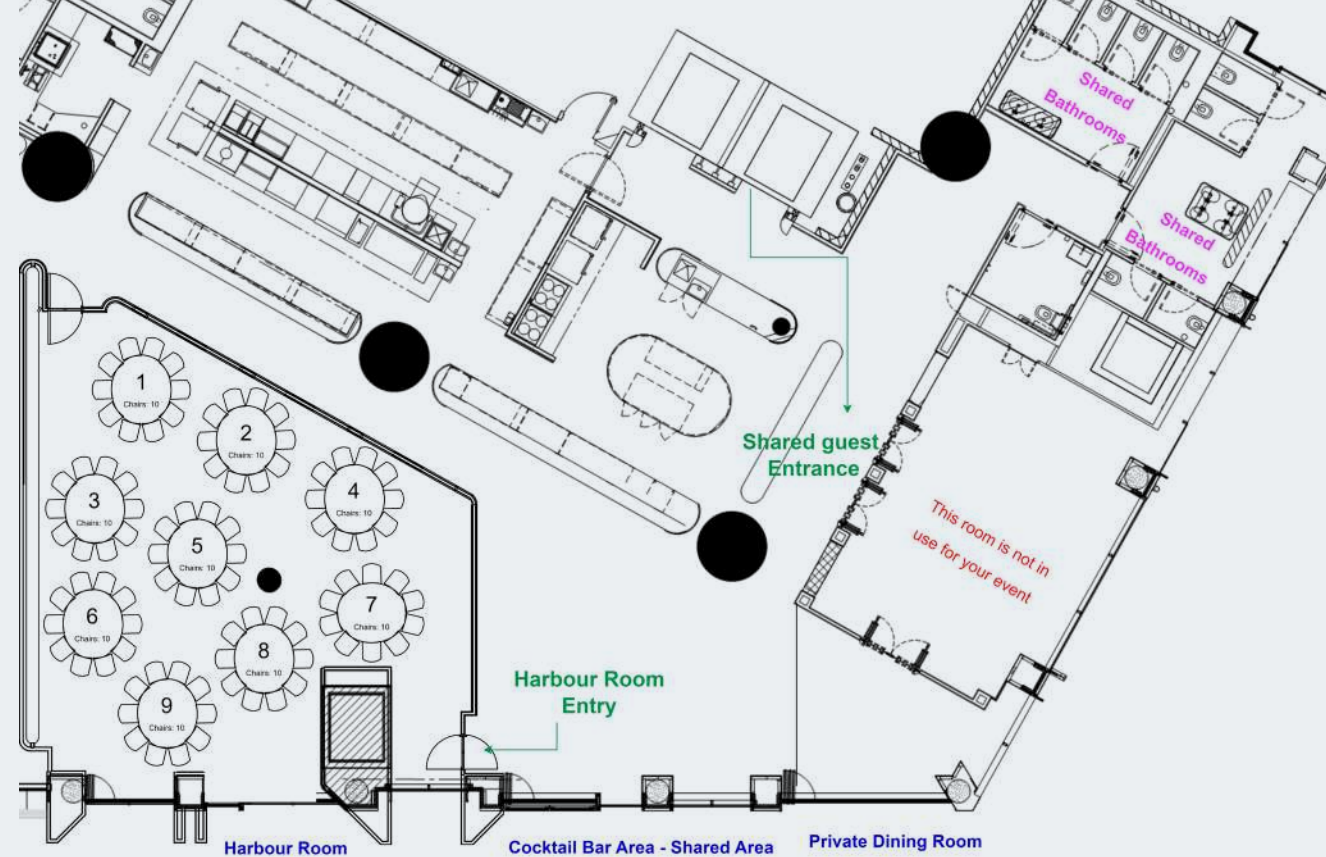 Shared
Bathrooms
Shared
Bathrooms
1
Chairs: 10
2
Chairs: 10
3
Chairs: 10
4
Chairs: 10
5
Chairs: 10
6
Chairs: 10
7
Chairs: 10
8
Chairs: 10
9
Chairs: 10
Shared guest
Entrance
This room is not in
use for your event
Harbour Room
Entry
Harbour Room
Cocktail Bar Area - Shared Area
Private Dining Room